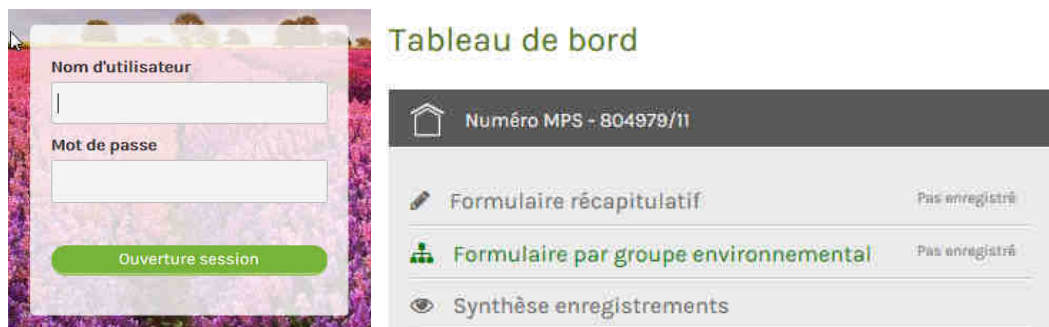 Nom d'utilisateur
Mot de passe
Ouverture session
Tableau de bord
Numéro MPS - 804979/11
Formulaire récapitulatif Pas enregistré
Formulaire par groupe environnemental Pas enregistré
Synthèse enregistrements